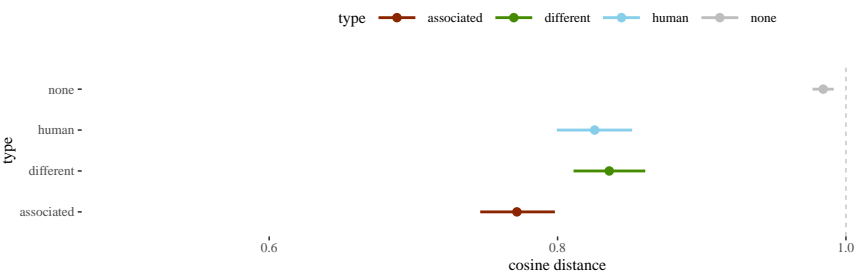 type associated different human none
none
human
different
associated
type
0.6 0.8 1.0
cosine distance